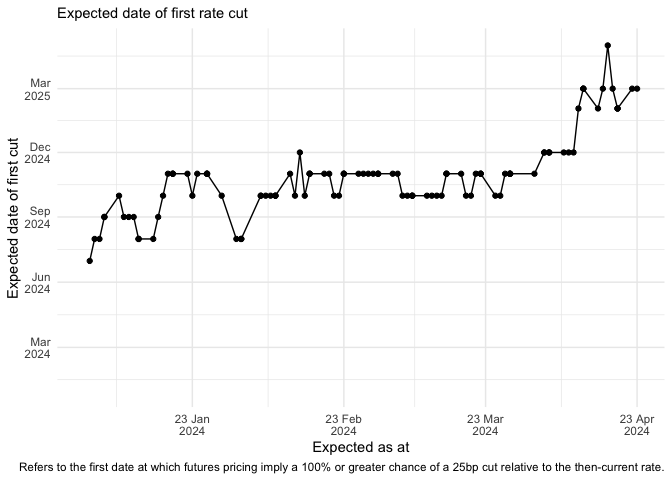 Expected date of first rate cut
Expected date of first cut
Mar
2025
Dec
2024
Sep
2024
Jun
2024
Mar
2024
23 Jan
2024
23 Feb
2024
23 Mar
2024
23 Apr
2024
Expected as at
Refers to the first date at which futures pricing imply a 100% or greater chance of a 25bp cut relative to the then-current rate.